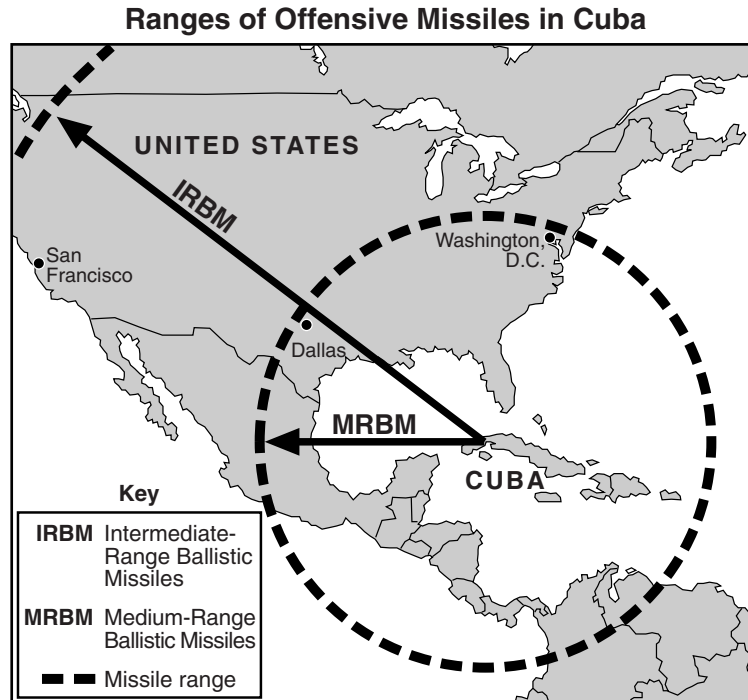 Ranges of Offensive Missiles in Cuba
UNITED STATES
IRBM
San
Francisco
Washington,
D.C.
Dallas
MRBM
CUBA
Key
IRBM Intermediate-
Range Ballistic
Missiles
MRBM Medium-Range
Ballistic Missiles
Missile range